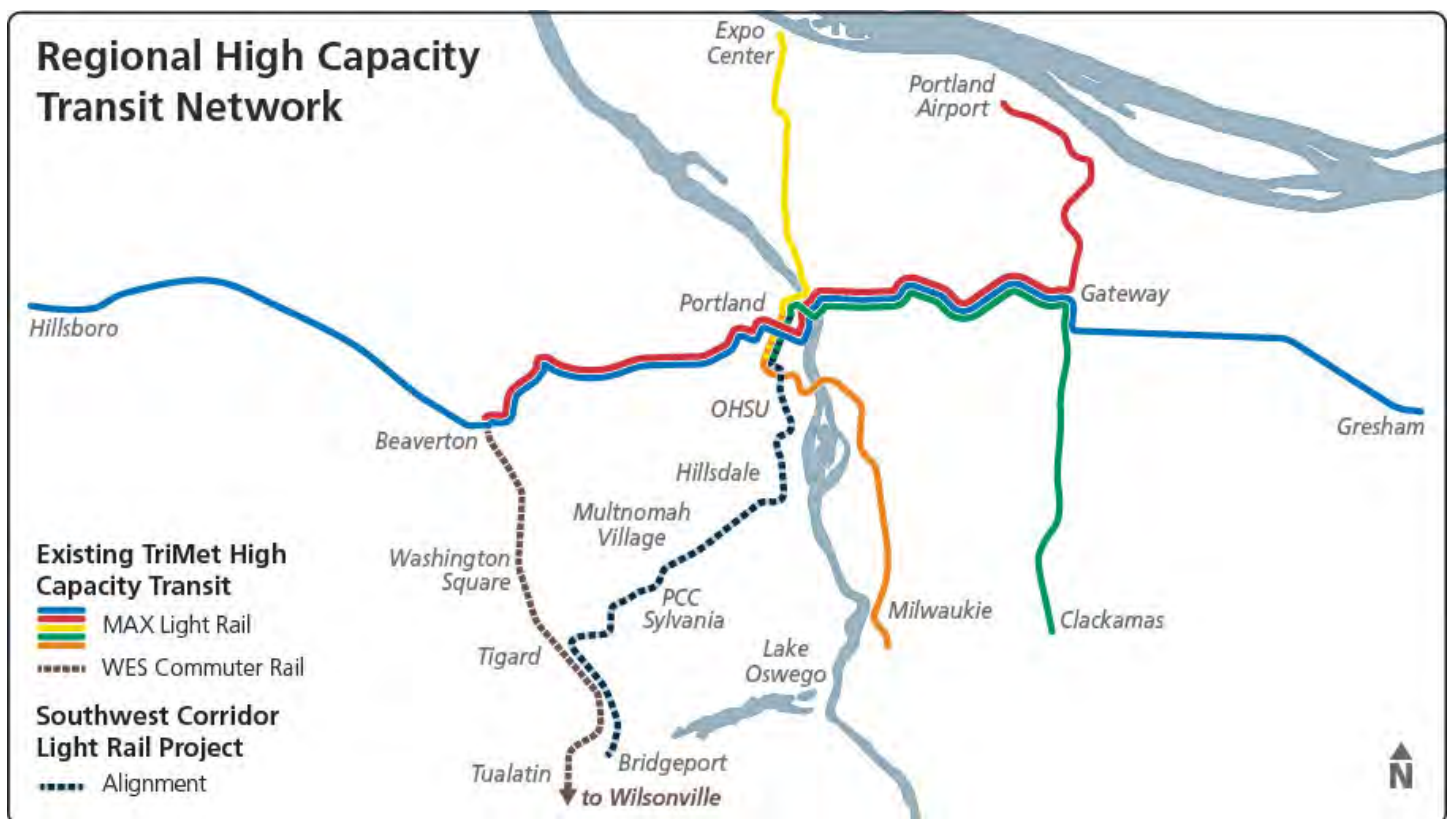 Regional High Capacity
Transit Network
Expo
Center
Portland
Airport
Hillsboro
Portland
Gateway
Beaverton
OHSU
Gresham
Hillsdale
Multnomah
Village
Washington
Square
PCC
Sylvania
Milwaukie
Clackamas
Tigard
Lake
Oswego
Tualatin
Bridgeport
to Wilsonville
Existing TriMet High
Capacity Transit
MAX Light Rail
WES Commuter Rail
Southwest Corridor
Light Rail Project
Alignment
N